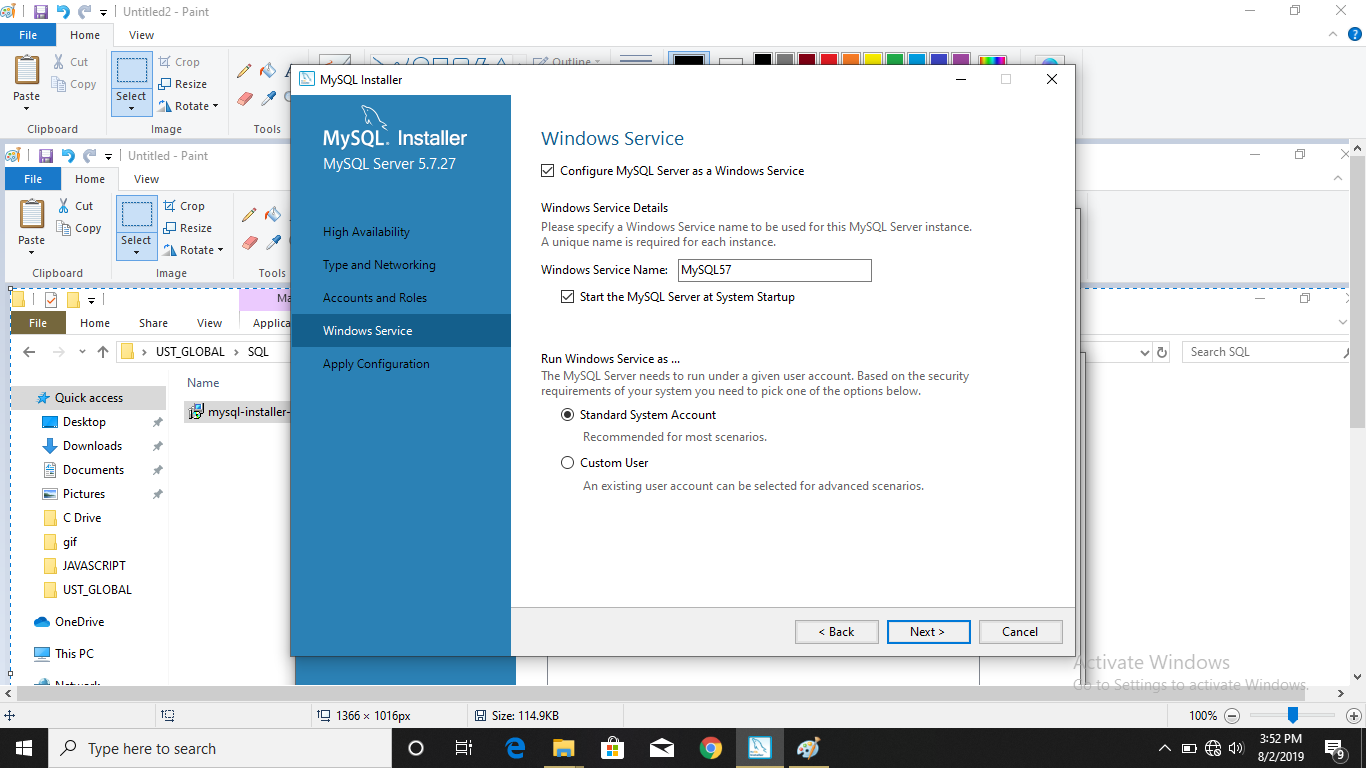 Untitled2 - Paint
File Home View
Paste
Cut
Copy
Clipboard
Select
Crop
Resize
Rotate
Image
Tools
Outline
Untitled - Paint
File Home View
Paste
Cut
Copy
Clipboard
Select
Crop
Resize
Rotate
Image
File Home Share View
UST_GLOBAL > SQL
Search SQL
Name
mysql-installer-
Quick access
Desktop
Downloads
Documents
Pictures
C Drive
gif
JAVASCRIPT
UST_GLOBAL
OneDrive
This PC
Network
MySQL Installer
MySQL. Installer
MySQL Server 5.7.27
High Availability
Type and Networking
Accounts and Roles
Windows Service
Apply Configuration
Windows Service
Configure MySQL Server as a Windows Service
Windows Service Details
Please specify a Windows Service name to be used for this MySQL Server instance.
A unique name is required for each instance.
Windows Service Name: MySQL57
Start the MySQL Server at System Startup
Run Windows Service as ...
The MySQL Server needs to run under a given user account. Based on the security
requirements of your system you need to pick one of the options below.
Standard System Account
Recommended for most scenarios.
Custom User
An existing user account can be selected for advanced scenarios.
< Back Next > Cancel
Activate Windows
Go to Settings to activate Windows.
1366 × 1016px Size: 114.9KB 100%
Type here to search
3:52 PM
8/2/2019
9